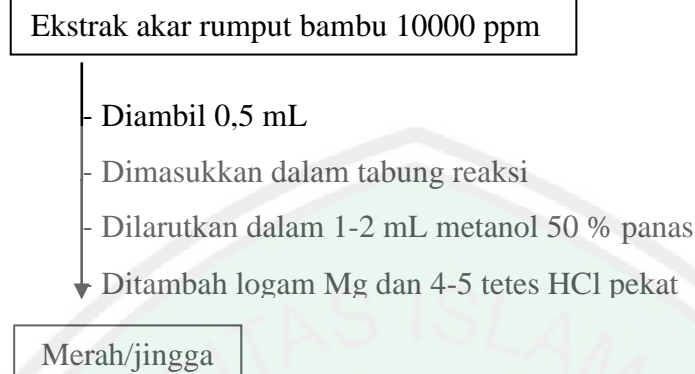 Ekstrak akar rumput bambu 10000 ppm
- Diambil 0,5 mL
- Dimasukkan dalam tabung reaksi
- Dilarutkan dalam 1-2 mL metanol 50 % panas
- Ditambah logam Mg dan 4-5 tetes HCl pekat
Merah/jingga